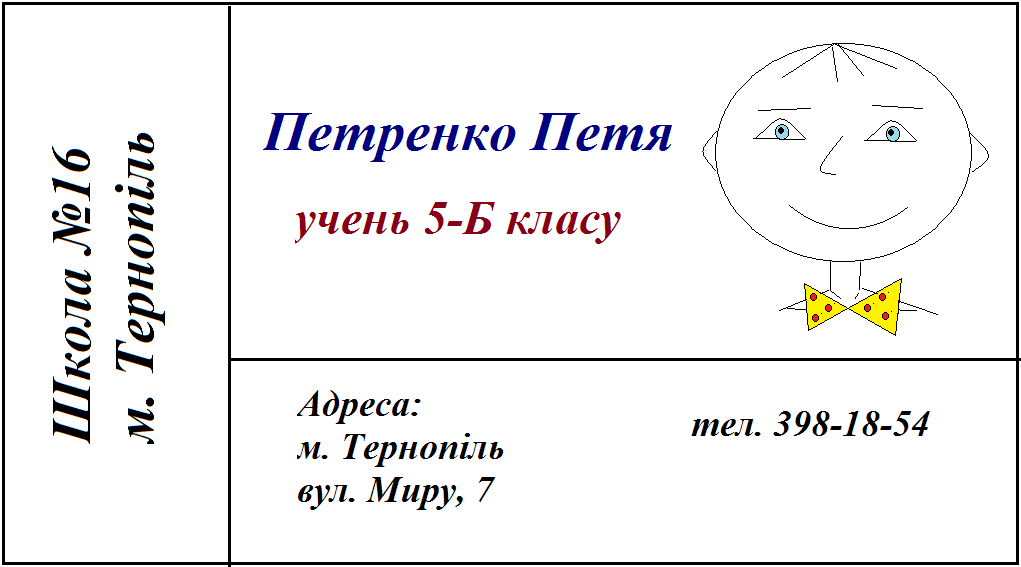 Школа №16
м. Тернопіль
Петренко Петя
учень 5-Б класу
Адреса:
м. Тернопіль
вул. Миру, 7
тел. 398-18-54